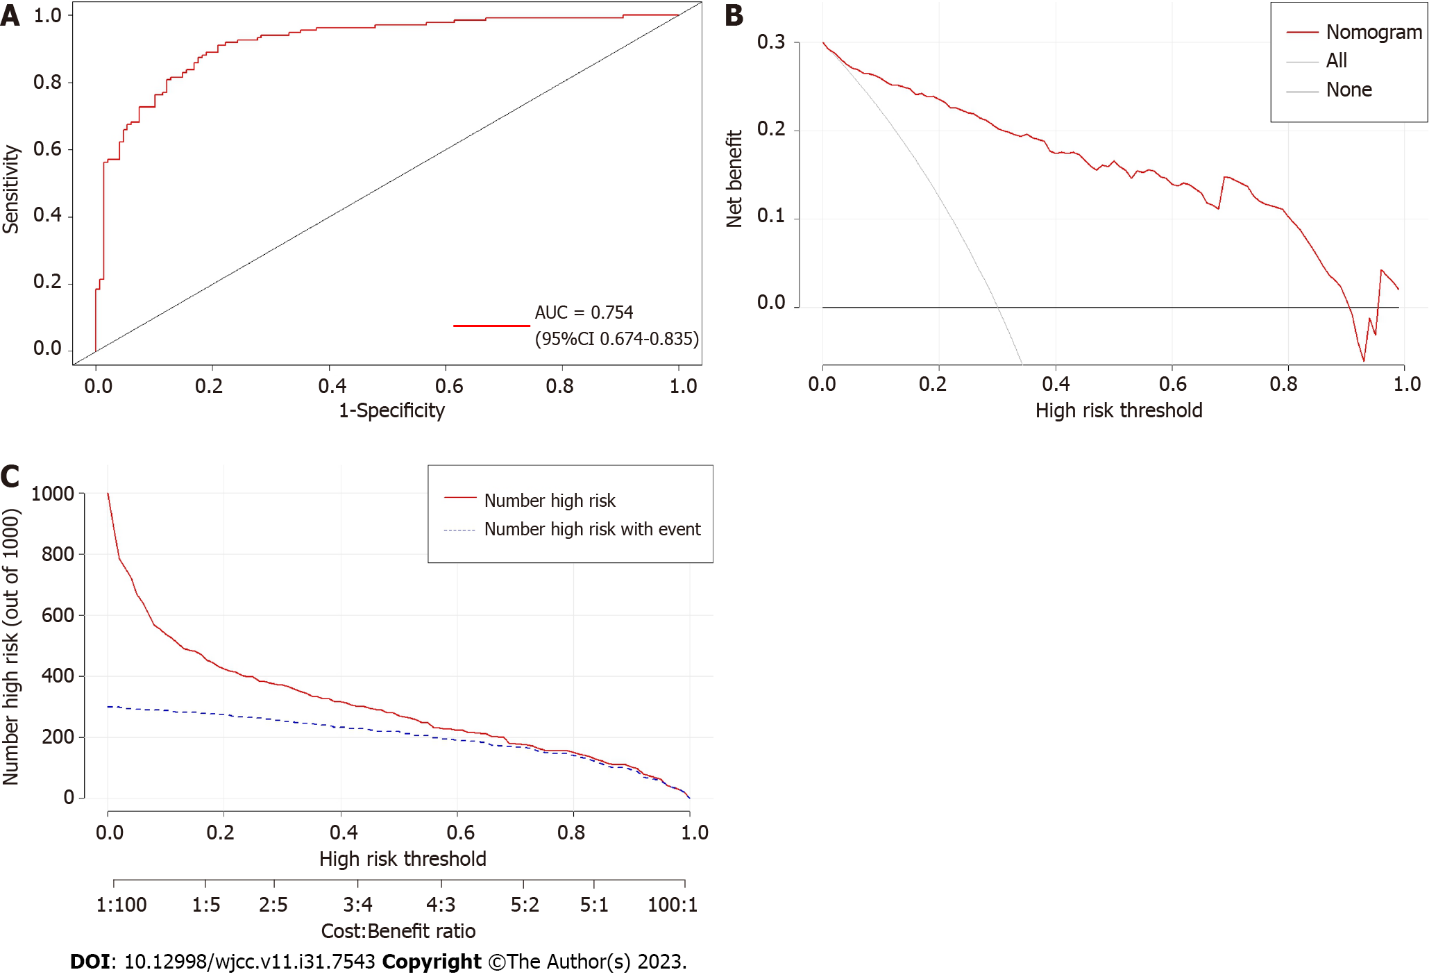 A
1.0
0.8
0.6
0.4
0.2
0.0
Sensitivity
AUC = 0.754
(95%CI 0.674-0.835)
0.0 0.2 0.4 0.6 0.8 1.0
1-Specificity
B
Nomogram
All
None
0.3
0.2
0.1
0.0
Net benefit
0.0 0.2 0.4 0.6 0.8 1.0
High risk threshold
C
Number high risk
Number high risk with event
1000
800
600
400
200
0
Number high risk (out of 1000)
0.0 0.2 0.4 0.6 0.8 1.0
High risk threshold
1:100 1:5 2:5 3:4 4:3 5:2 5:1 100:1
Cost:Benefit ratio
DOI: 10.12998/wjcc.v11.i31.7543 Copyright ©The Author(s) 2023.